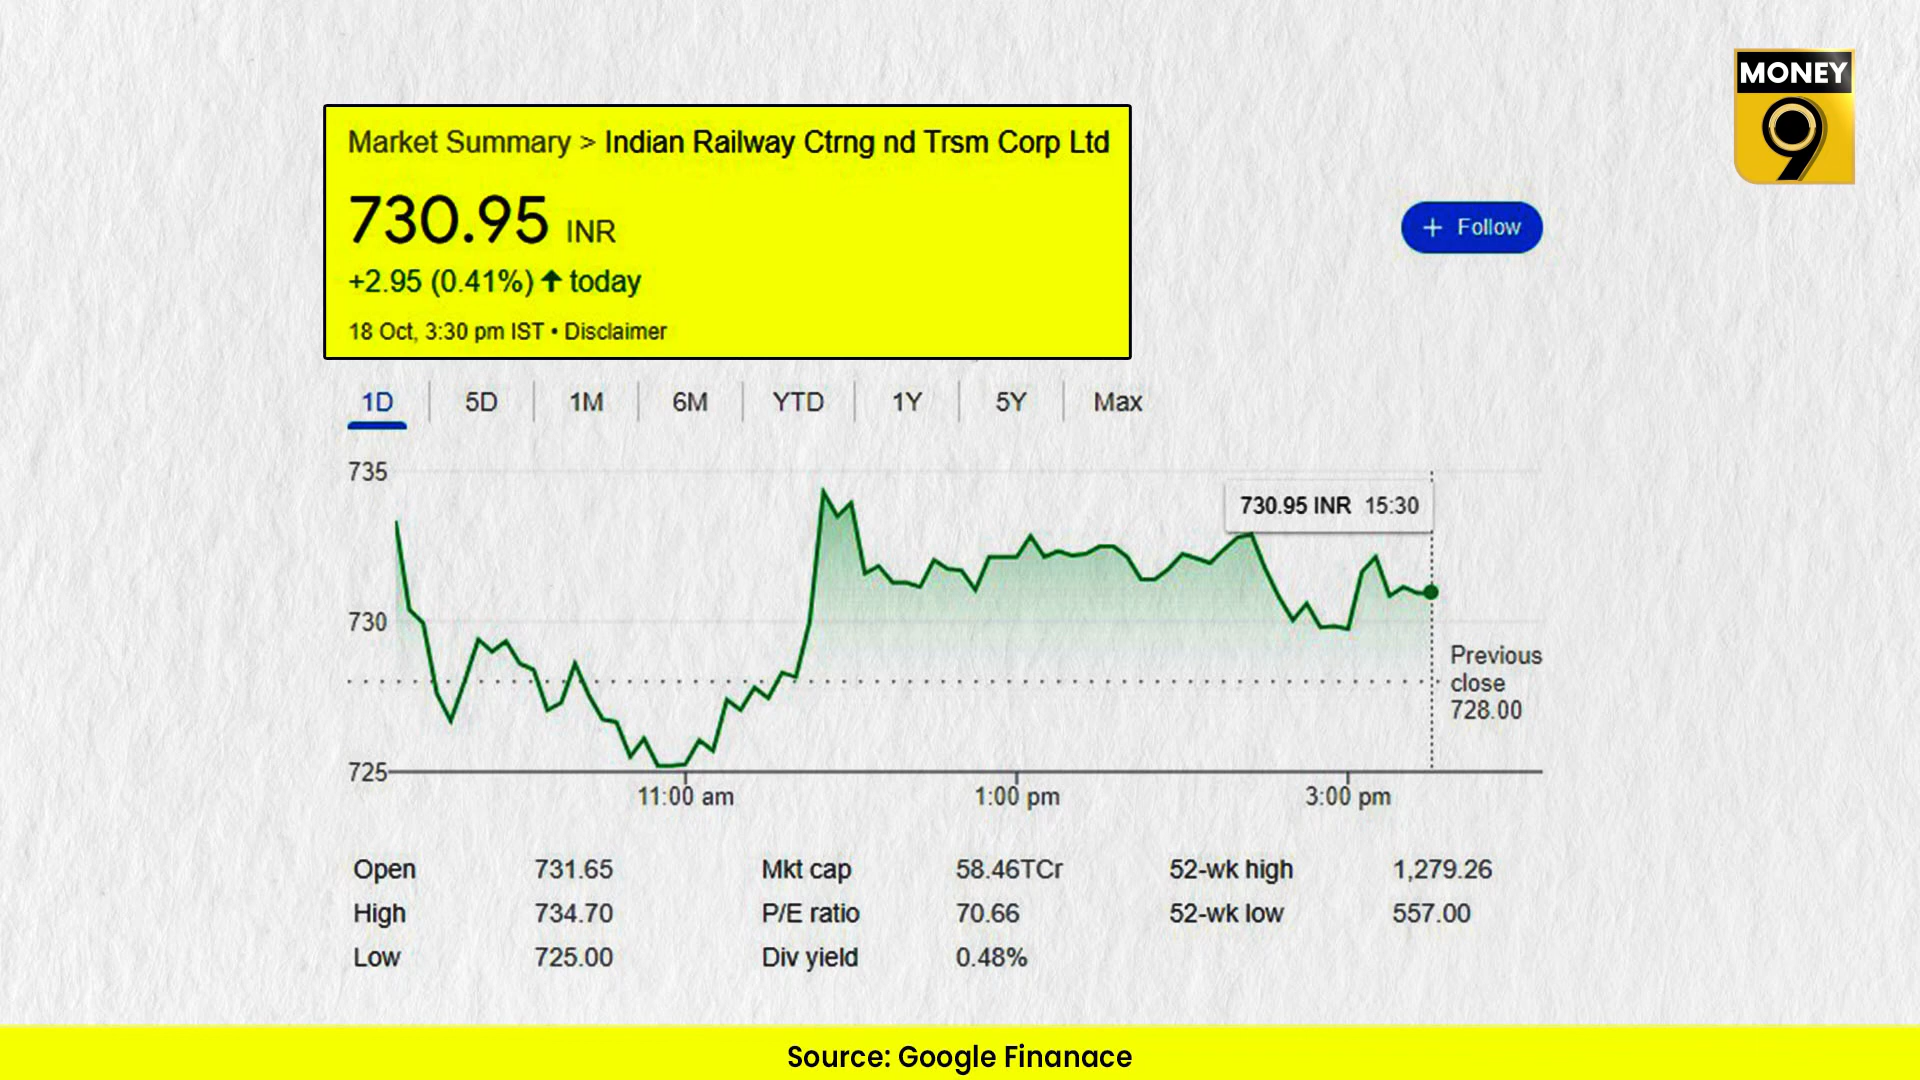 MONEY
9
Market Summary > Indian Railway Ctrng nd Trsm Corp Ltd
730.95 INR
+2.95 (0.41%) ↑ today
18 Oct, 3:30 pm IST • Disclaimer
+ Follow
1D 5D 1M 6M YTD 1Y 5Y Max
735
730.95 INR 15:30
730
Previous
close
728.00
725
11:00 am 1:00 pm 3:00 pm
Open 731.65 Mkt cap 58.46TCr 52-wk high 1,279.26
High 734.70 P/E ratio 70.66 52-wk low 557.00
Low 725.00 Div yield 0.48%
Source: Google Finanace